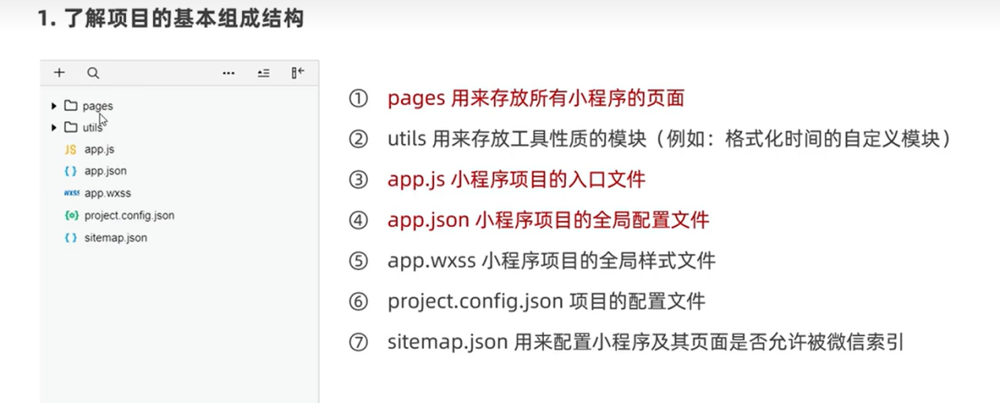 1. 了解项目的基本组成结构
pages
utils
JS app.js
{ } app.json
wxss app.wxss
{o} project.config.json
{ } sitemap.json
① pages 用来存放所有小程序的页面
② utils 用来存放工具性质的模块（例如：格式化时间的自定义模块）
③ app.js 小程序项目的入口文件
④ app.json 小程序项目的全局配置文件
⑤ app.wxss 小程序项目的全局样式文件
⑥ project.config.json 项目的配置文件
⑦ sitemap.json 用来配置小程序及其页面是否允许被微信索引